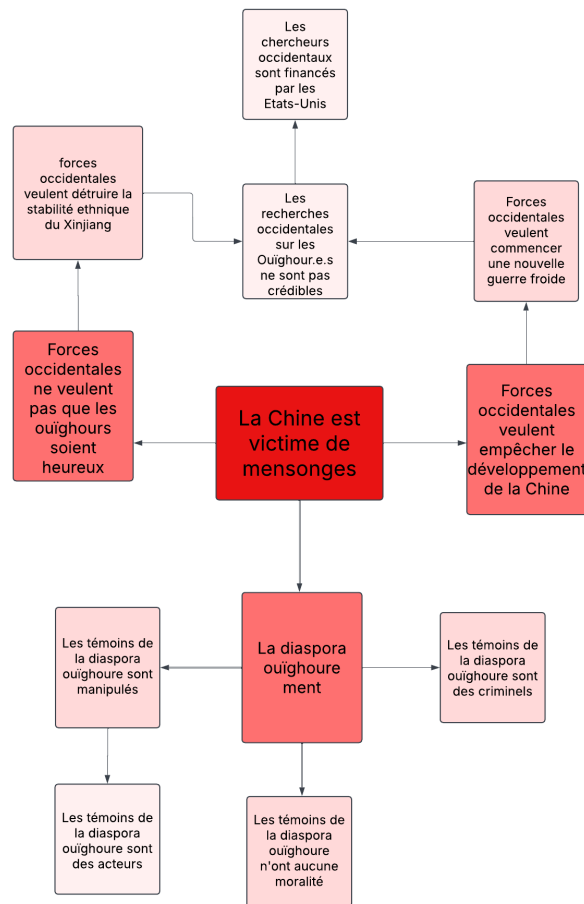 Les
chercheurs
occidentaux
sont financés
par les
Etats-Unis
forces
occidentales
veulent détruire la
stabilité ethnique
du Xinjiang
Les
recherches
occidentales
sur les
Ouïghour.e.s
ne sont pas
crédibles
Forces
occidentales
veulent
commencer
une nouvelle
guerre froide
Forces
occidentales
ne veulent
pas que les
ouïghours
soient
heureux
La Chine est
victime de
mensonges
Forces
occidentales
veulent
empêcher le
développement
de la Chine
Les témoins de
la diaspora
ouïghoure sont
manipulés
La diaspora
ouïghoure
ment
Les témoins de la
diaspora
ouïghoure sont
des criminels
Les témoins de
la diaspora
ouïghoure sont
des acteurs
Les témoins de
la diaspora
ouïghoure
n'ont aucune
moralité